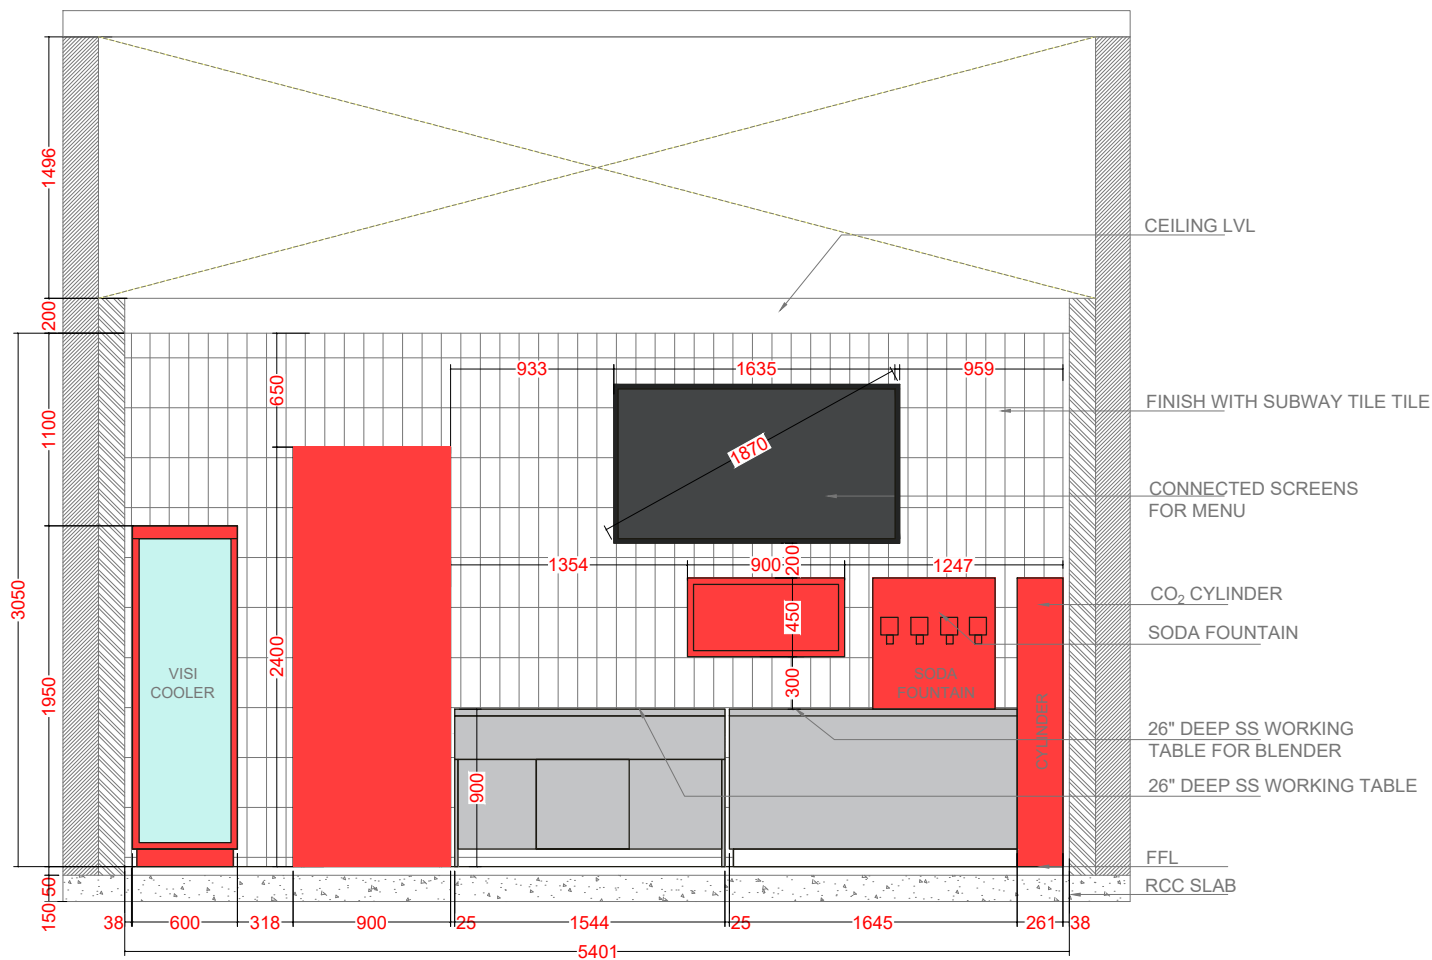 1496
CEILING LVL
200
933
1635
959
650
1100
FINISH WITH SUBWAY TILE TILE
1870
CONNECTED SCREENS
FOR MENU
200
1354
900
1247
3050
CO₂ CYLINDER
450
SODA FOUNTAIN
2400
VISI
COOLER
300
SODA
FOUNTAIN
1950
CYLINDER
26" DEEP SS WORKING
TABLE FOR BLENDER
900
26" DEEP SS WORKING TABLE
FFL
50
RCC SLAB
150
38
600
318
900
25
1544
25
1645
261
38
5401